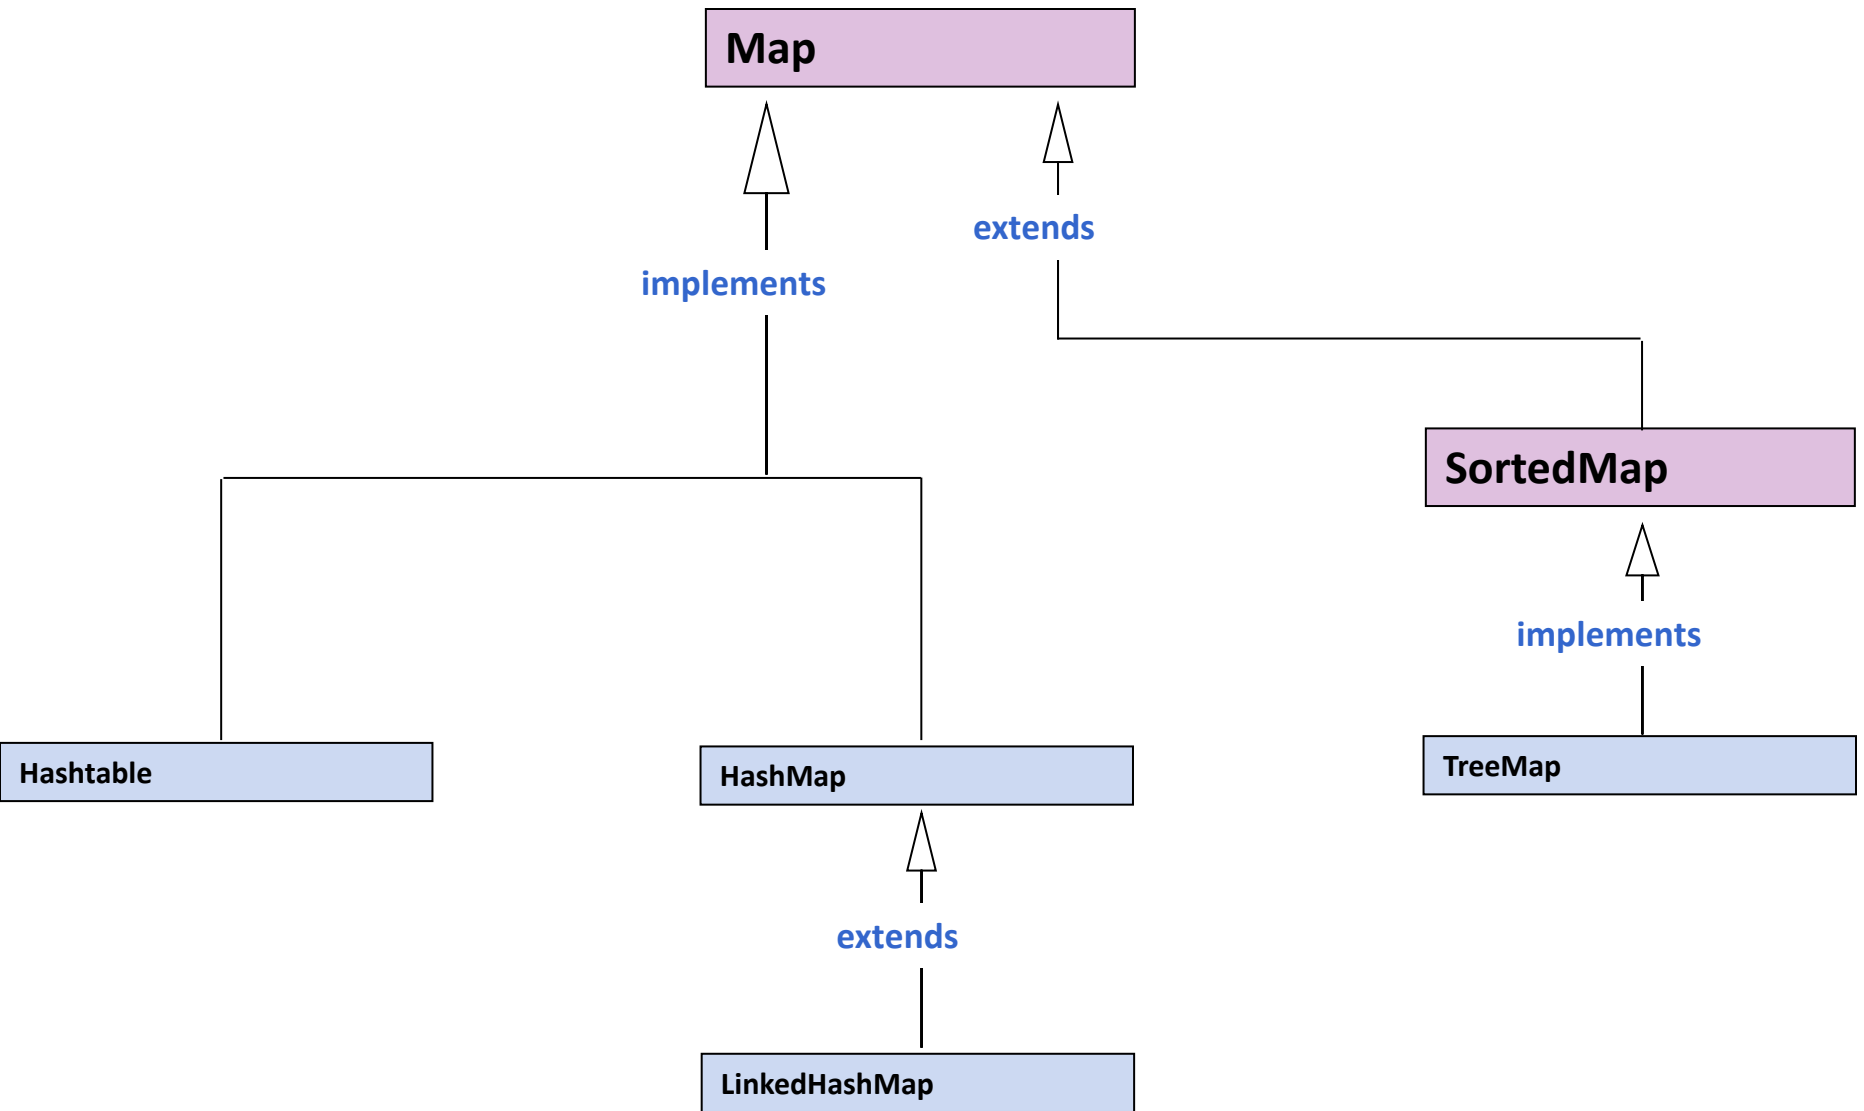 Map
extends
implements
SortedMap
implements
Hashtable
HashMap
TreeMap
extends
LinkedHashMap